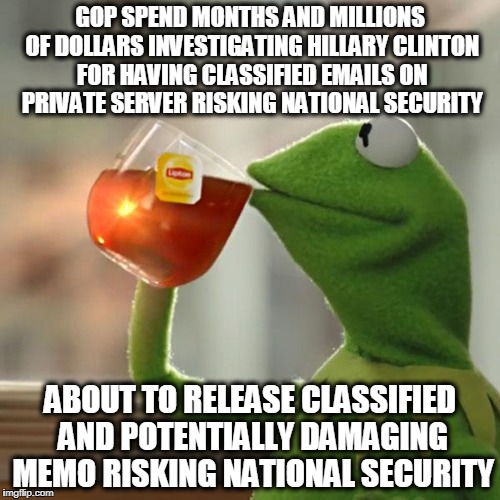 GOP SPEND MONTHS AND MILLIONS
OF DOLLARS INVESTIGATING HILLARY CLINTON
FOR HAVING CLASSIFIED EMAILS ON
PRIVATE SERVER RISKING NATIONAL SECURITY
Lipton
ABOUT TO RELEASE CLASSIFIED
AND POTENTIALLY DAMAGING
MEMO RISKING NATIONAL SECURITY
imgflip.com